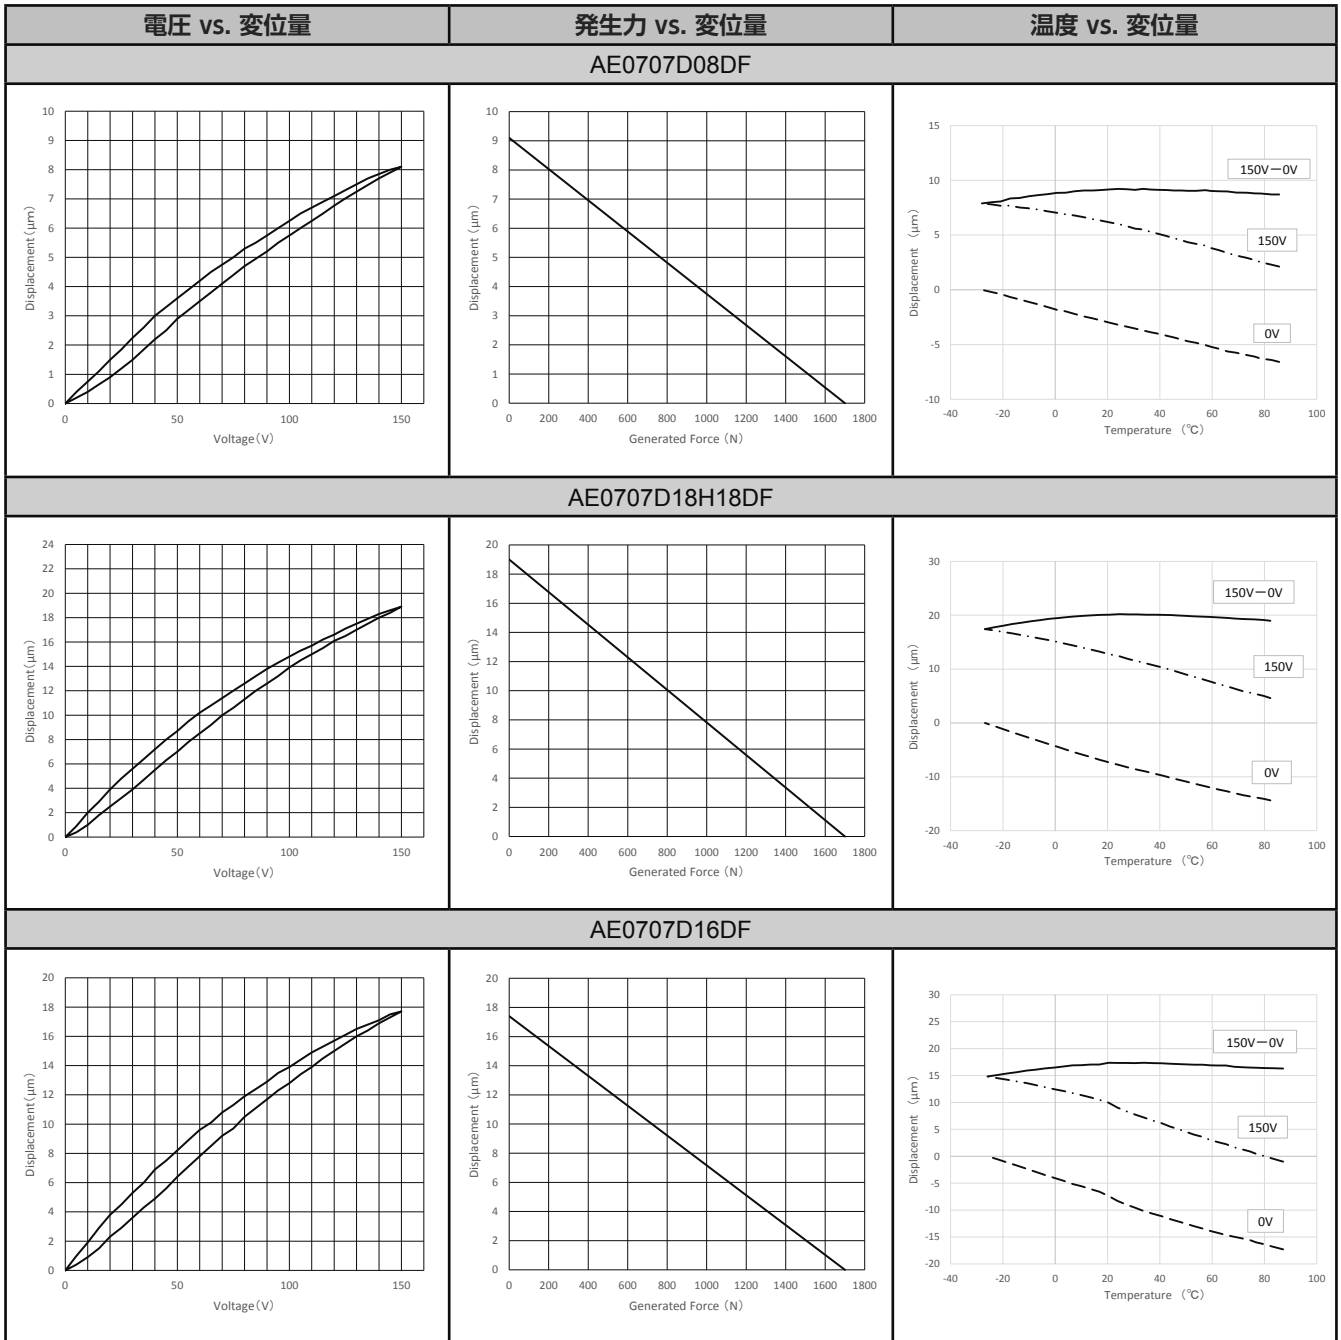 電圧 vs. 変位量
発生力 vs. 変位量
温度 vs. 変位量
AE0707D08DF
10
9
8
7
6
5
4
3
2
1
0
Displacement(μm)
0 50 100 150
Voltage(V)
10
9
8
7
6
5
4
3
2
1
0
Displacement (μm)
0 200 400 600 800 1000 1200 1400 1600 1800
Generated Force (N)
15
10
5
0
-5
-10
Displacement (μm)
150V－0V
150V
0V
-40 -20 0 20 40 60 80 100
Temperature (℃)
AE0707D18H18DF
24
22
20
18
16
14
12
10
8
6
4
2
0
Displacement(μm)
0 50 100 150
Voltage(V)
20
18
16
14
12
10
8
6
4
2
0
Displacement (μm)
0 200 400 600 800 1000 1200 1400 1600 1800
Generated Force (N)
30
20
10
0
-10
-20
Displacement (μm)
150V－0V
150V
0V
-40 -20 0 20 40 60 80 100
Temperature (℃)
AE0707D16DF
20
18
16
14
12
10
8
6
4
2
0
Displacement(μm)
0 50 100 150
Voltage(V)
20
18
16
14
12
10
8
6
4
2
0
Displacement (μm)
0 200 400 600 800 1000 1200 1400 1600 1800
Generated Force (N)
30
25
20
15
10
5
0
-5
-10
-15
-20
Displacement (μm)
150V－0V
150V
0V
-40 -20 0 20 40 60 80 100
Temperature (℃)